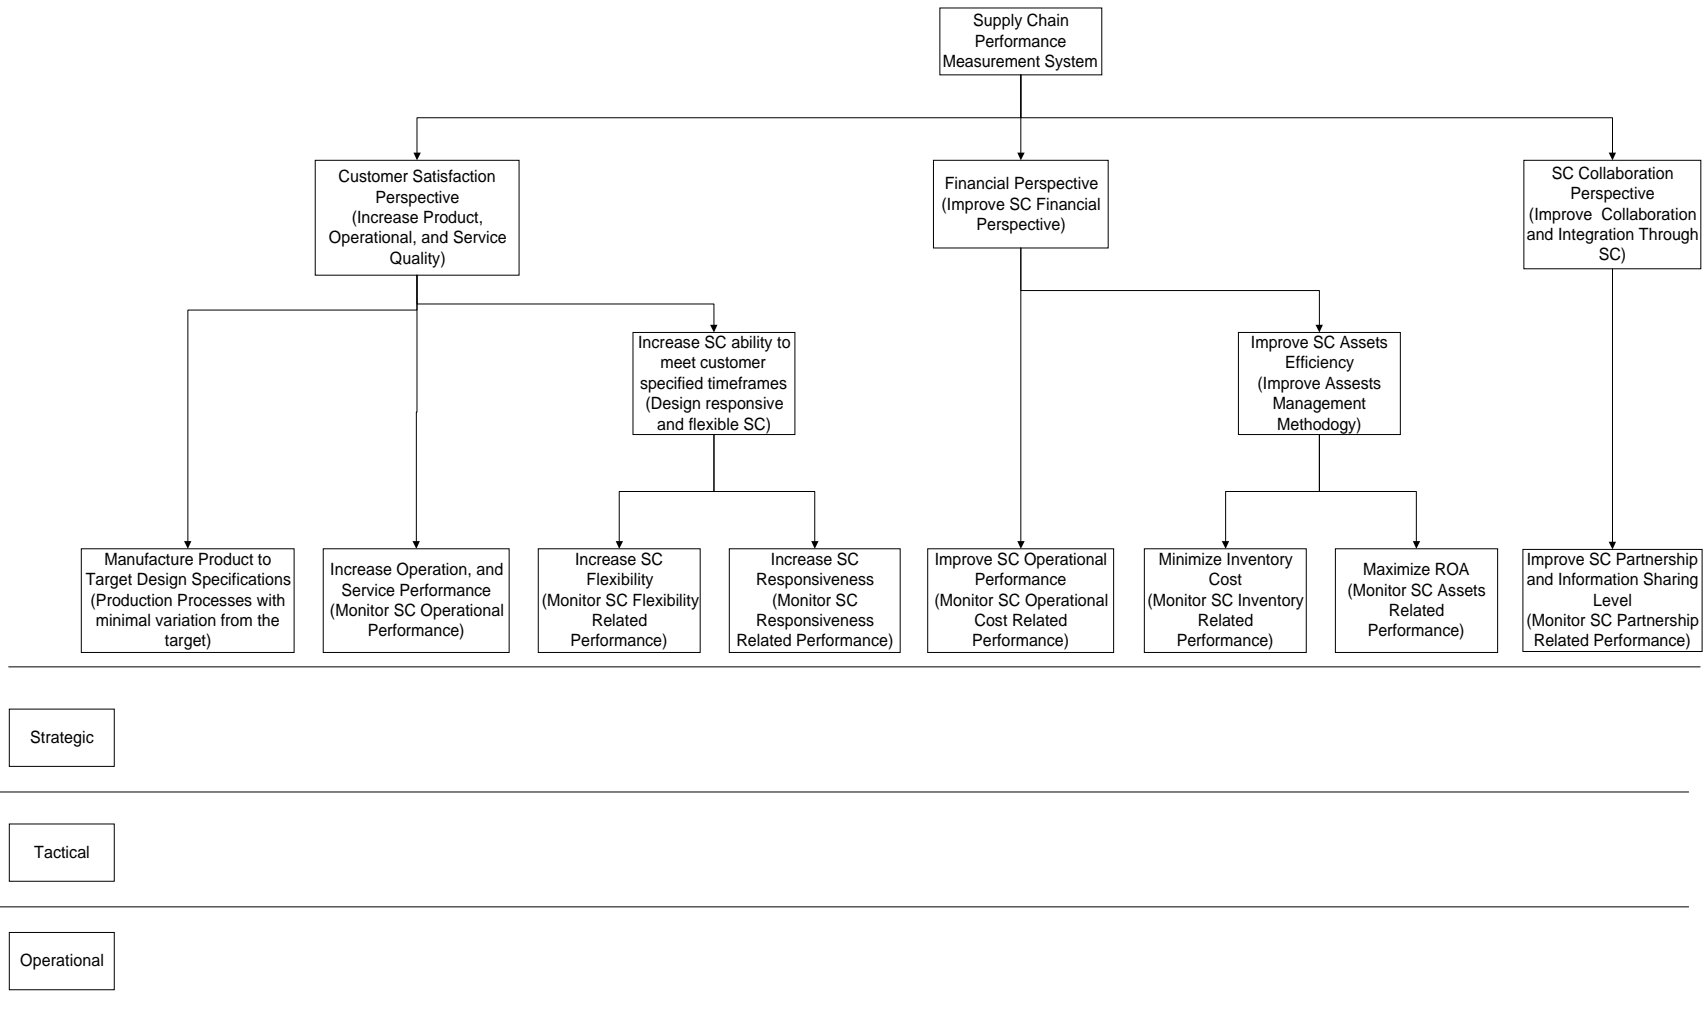 Supply Chain
Performance
Measurement System
Customer Satisfaction
Perspective
(Increase Product,
Operational, and Service
Quality)
Financial Perspective
(Improve SC Financial
Perspective)
SC Collaboration
Perspective
(Improve  Collaboration
and Integration Through
SC)
Increase SC ability to
meet customer
specified timeframes
(Design responsive
and flexible SC)
Improve SC Assets
Efficiency
(Improve Assests
Management
Methodogy)
Manufacture Product to
Target Design Specifications
(Production Processes with
minimal variation from the
target)
Increase Operation, and
Service Performance
(Monitor SC Operational
Performance)
Increase SC
Flexibility
(Monitor SC Flexibility
Related
Performance)
Increase SC
Responsiveness
(Monitor SC
Responsiveness
Related Performance)
Improve SC Operational
Performance
(Monitor SC Operational
Cost Related
Performance)
Minimize Inventory
Cost
(Monitor SC Inventory
Related
Performance)
Maximize ROA
(Monitor SC Assets
Related
Performance)
Improve SC Partnership
and Information Sharing
Level
(Monitor SC Partnership
Related Performance)
Strategic
Tactical
Operational